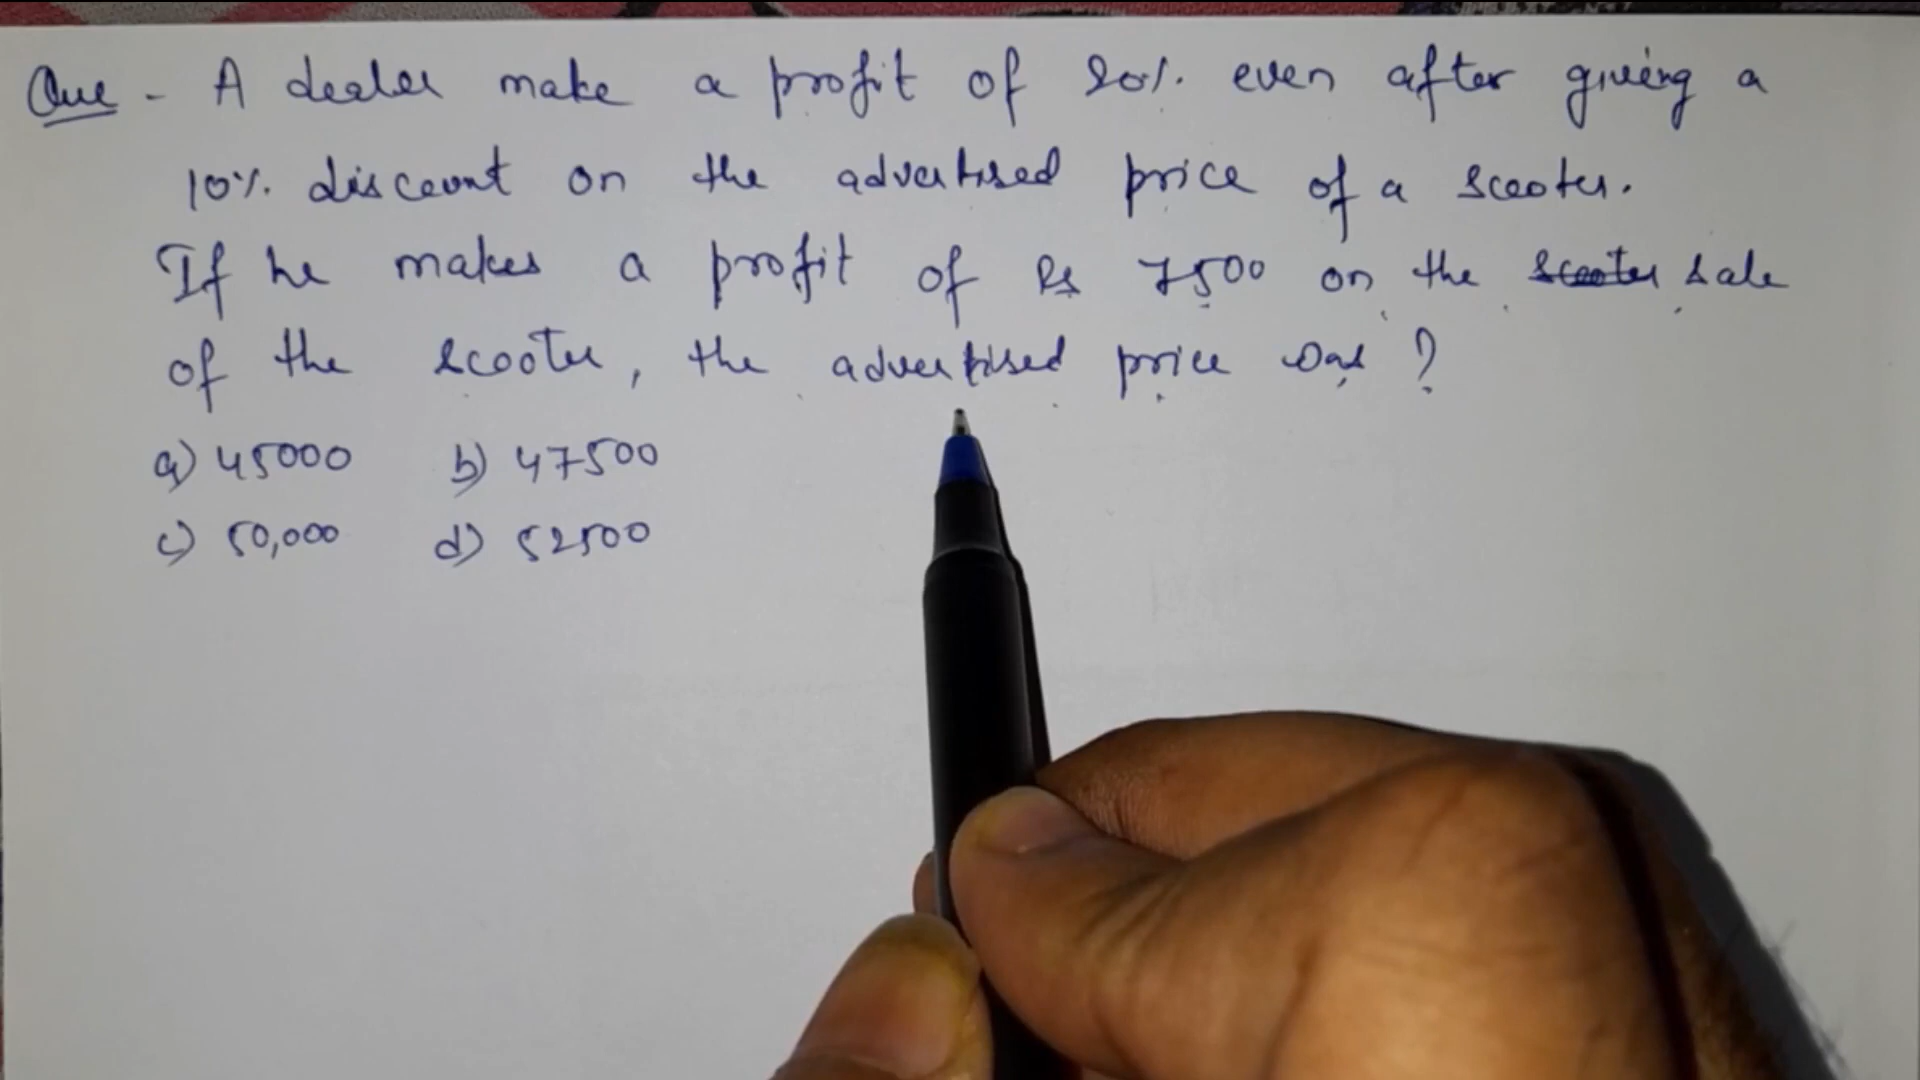 Que - A dealer make a profit of 20%. even after giving a
10%. discount on the advertised price of a scooter.
If he makes a profit of Rs 7500 on the scooter sale
of the scooter, the advertised price was ?
a) 45000 b) 47500
c) 50,000 d) 52500